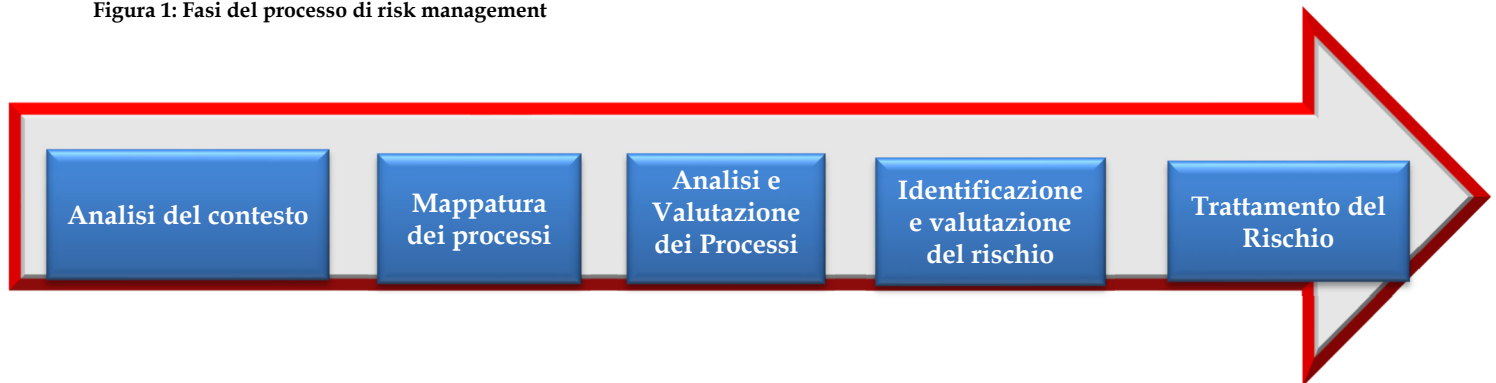 Figura 1: Fasi del processo di risk management
Analisi del contesto
Mappatura
dei processi
Analisi e
Valutazione
dei Processi
Identificazione
e valutazione
del rischio
Trattamento del
Rischio